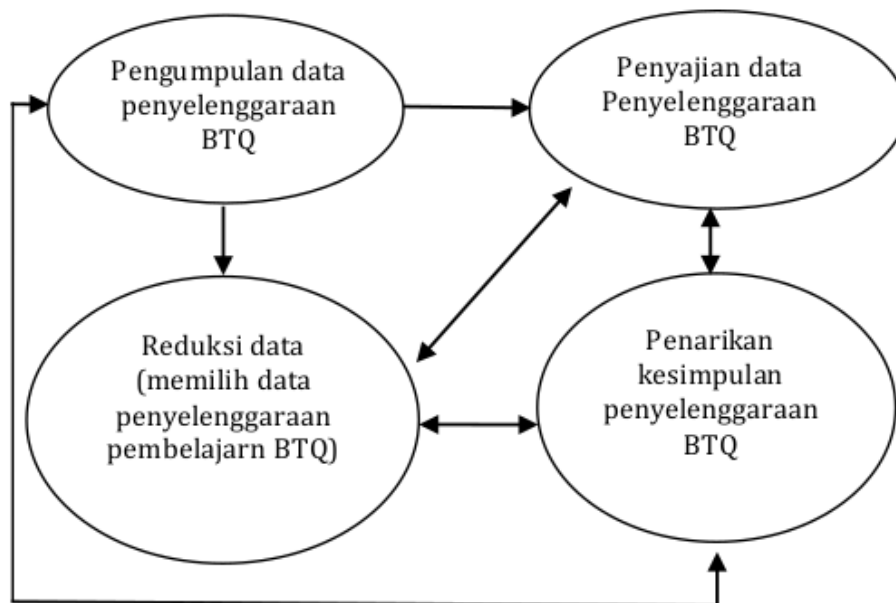 Pengumpulan data
penyelenggaraan
BTQ
Penyajian data
Penyelenggaraan
BTQ
Reduksi data
(memilih data
penyelenggaraan
pembelajarn BTQ)
Penarikan
kesimpulan
penyelenggaraan
BTQ